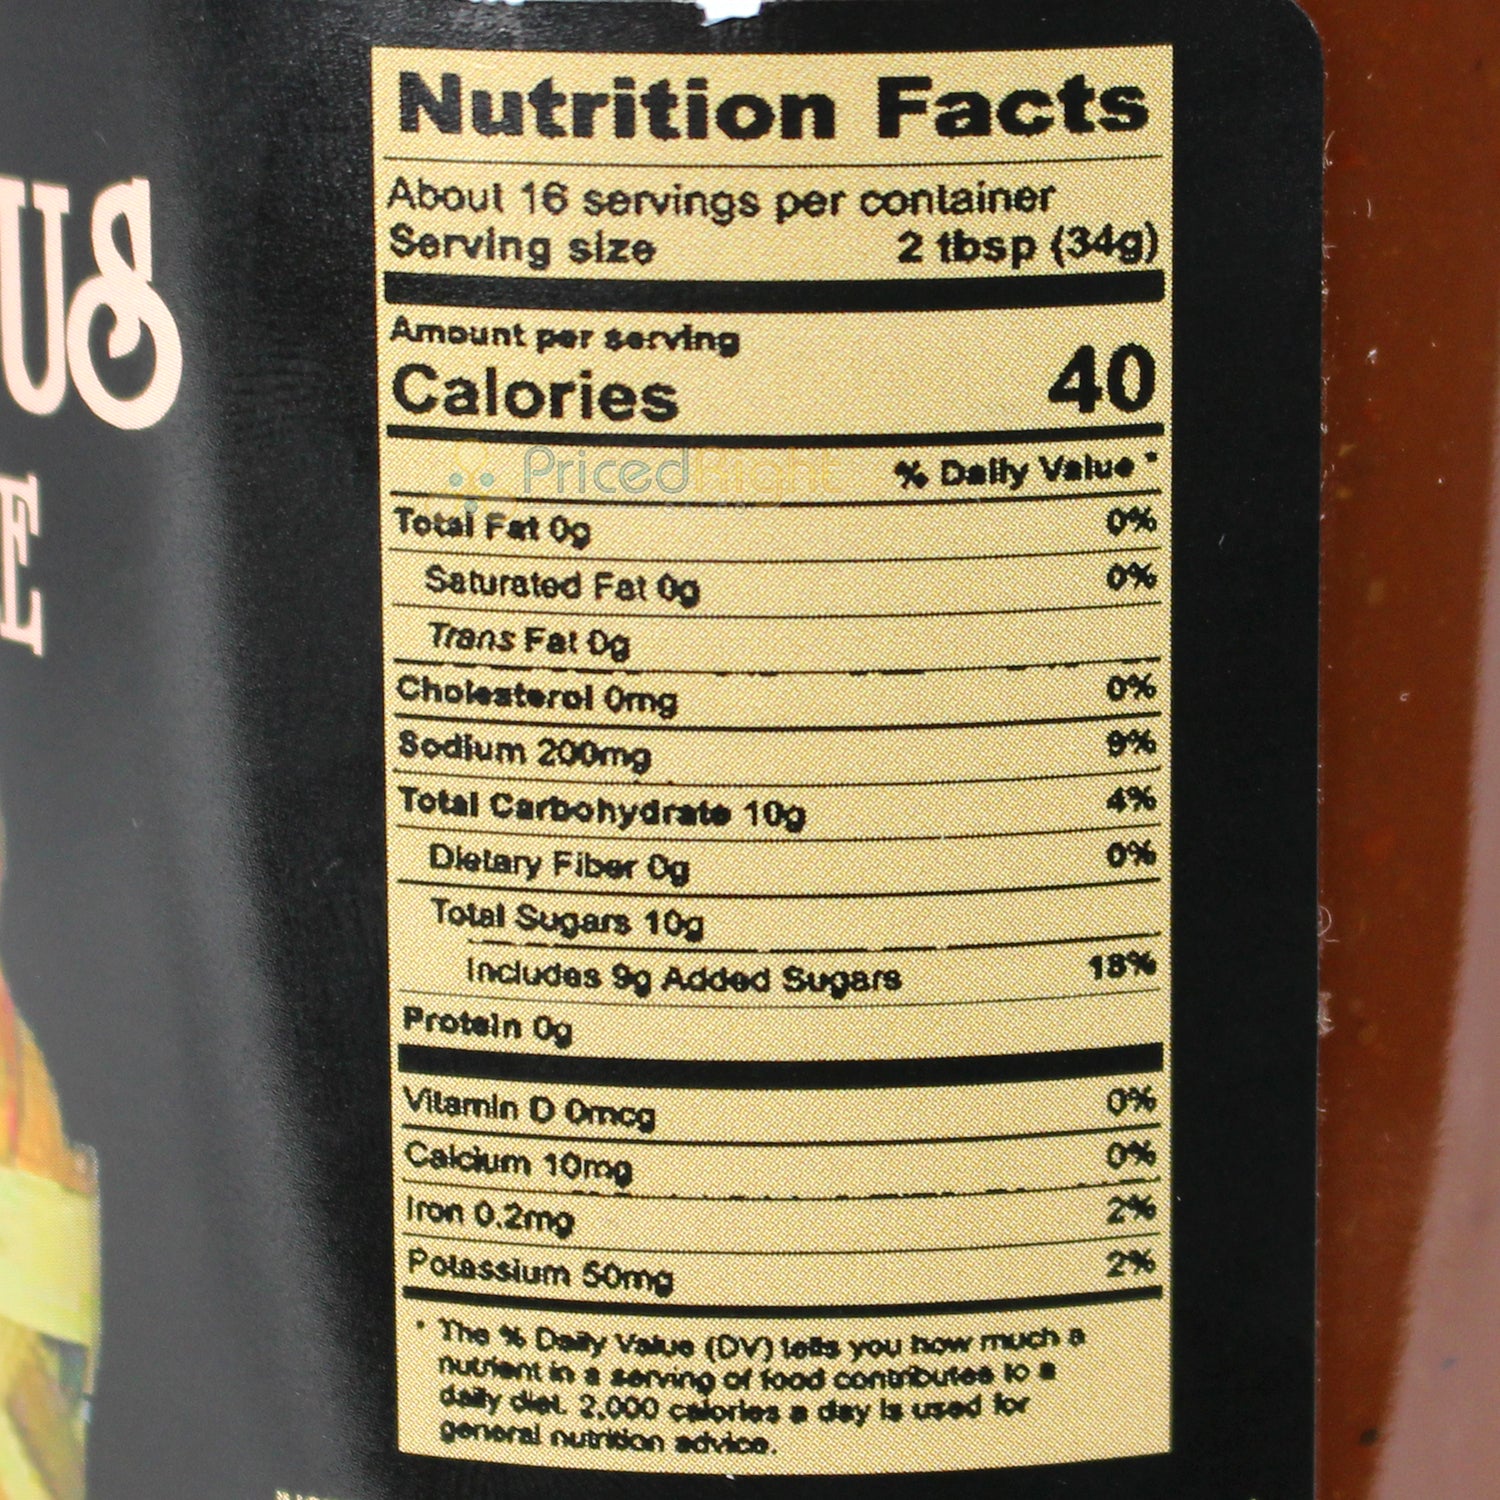 US
E
Nutrition Facts
About 16 servings per container
Serving size 2 tbsp (34g)
Amount per serving
Calories 40
PricedRight
% Daily Value *
Total Fat 0g 0%
Saturated Fat 0g 0%
Trans Fat 0g
Cholesterol 0mg 0%
Sodium 200mg 9%
Total Carbohydrate 10g 4%
Dietary Fiber 0g 0%
Total Sugars 10g
Includes 9g Added Sugars 18%
Protein 0g
Vitamin D 0mcg 0%
Calcium 10mg 0%
Iron 0.2mg 2%
Potassium 50mg 2%
* The % Daily Value (DV) tells you how much a
nutrient in a serving of food contributes to a
daily diet. 2,000 calories a day is used for
general nutrition advice.